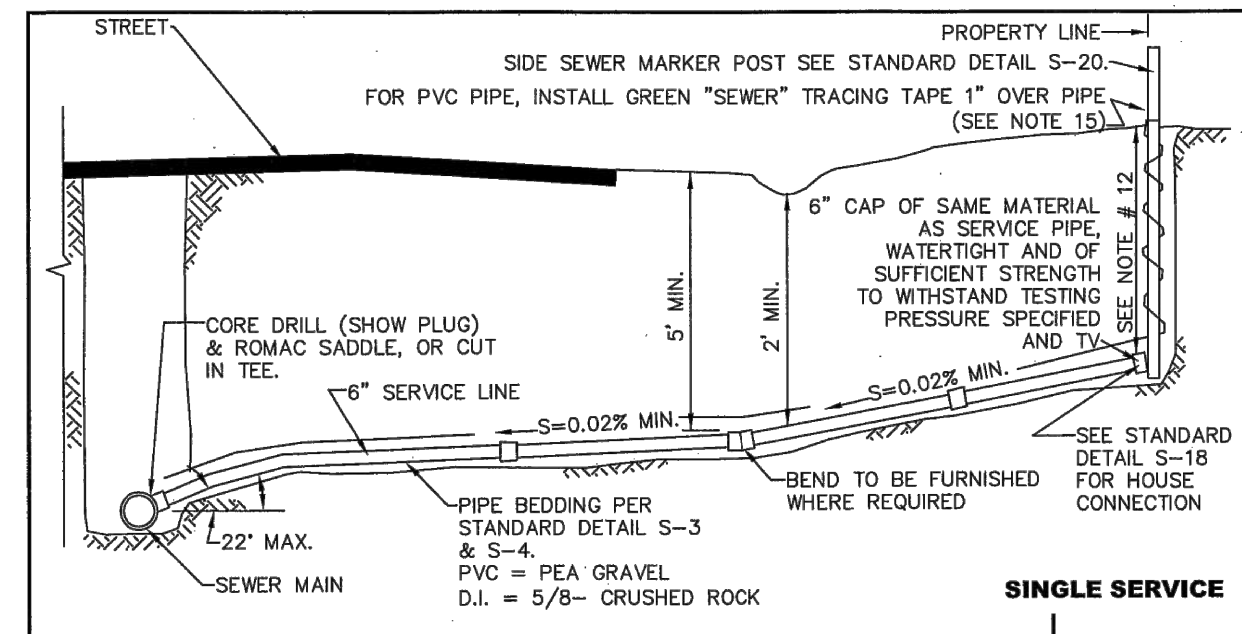 STREET
PROPERTY LINE
SIDE SEWER MARKER POST SEE STANDARD DETAIL S-20.
FOR PVC PIPE, INSTALL GREEN "SEWER" TRACING TAPE 1" OVER PIPE
(SEE NOTE 15)
6" CAP OF SAME MATERIAL
AS SERVICE PIPE,
WATERTIGHT AND OF
SUFFICIENT STRENGTH
TO WITHSTAND TESTING
PRESSURE SPECIFIED
AND TV
SEE NOTE # 12
5' MIN.
2' MIN.
CORE DRILL (SHOW PLUG)
& ROMAC SADDLE, OR CUT
IN TEE.
6" SERVICE LINE
S=0.02% MIN.
S=0.02% MIN.
SEE STANDARD
DETAIL S-18
FOR HOUSE
CONNECTION
BEND TO BE FURNISHED
WHERE REQUIRED
PIPE BEDDING PER
STANDARD DETAIL S-3
& S-4.
PVC = PEA GRAVEL
D.I. = 5/8- CRUSHED ROCK
22' MAX.
SEWER MAIN
SINGLE SERVICE